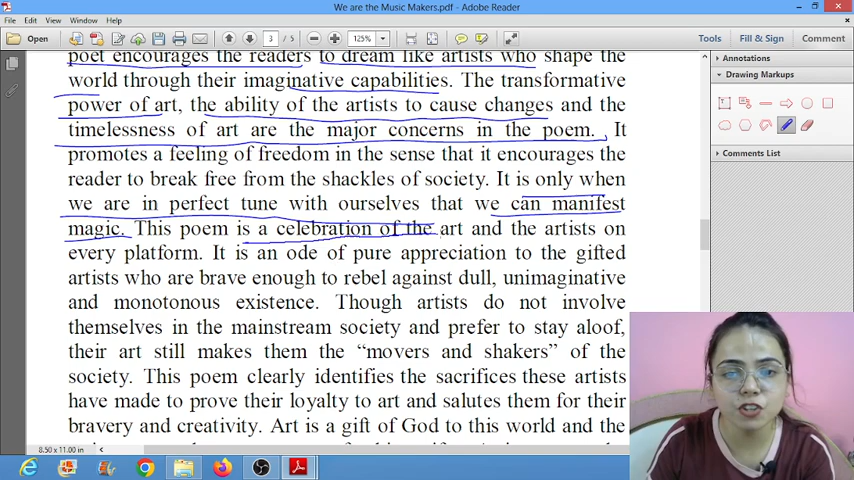 We are the Music Makers.pdf - Adobe Reader
File Edit View Window Help
Open 3 / 5 125% Tools Fill & Sign Comment
poet encourages the readers to dream like artists who shape the
world through their imaginative capabilities. The transformative
power of art, the ability of the artists to cause changes and the
timelessness of art are the major concerns in the poem. It
promotes a feeling of freedom in the sense that it encourages the
reader to break free from the shackles of society. It is only when
we are in perfect tune with ourselves that we can manifest
magic. This poem is a celebration of the art and the artists on
every platform. It is an ode of pure appreciation to the gifted
artists who are brave enough to rebel against dull, unimaginative
and monotonous existence. Though artists do not involve
themselves in the mainstream society and prefer to stay aloof,
their art still makes them the “movers and shakers” of the
society. This poem clearly identifies the sacrifices these artists
have made to prove their loyalty to art and salutes them for their
bravery and creativity. Art is a gift of God to this world and the
8.50 x 11.00 in
Annotations
Drawing Markups
Comments List